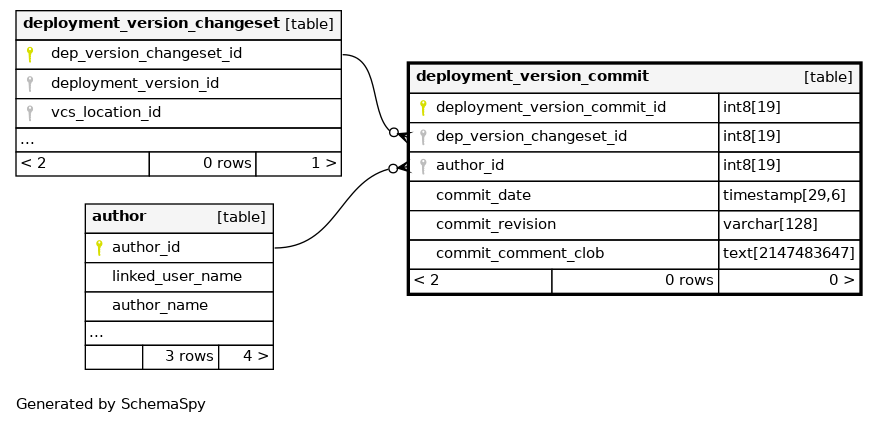 deployment_version_changeset [table]
dep_version_changeset_id
deployment_version_id
vcs_location_id
...
< 2 0 rows 1 >
deployment_version_commit [table]
deployment_version_commit_id int8[19]
dep_version_changeset_id int8[19]
author_id int8[19]
commit_date timestamp[29,6]
commit_revision varchar[128]
commit_comment_clob text[2147483647]
< 2 0 rows 0 >
author [table]
author_id
linked_user_name
author_name
...
3 rows 4 >
Generated by SchemaSpy